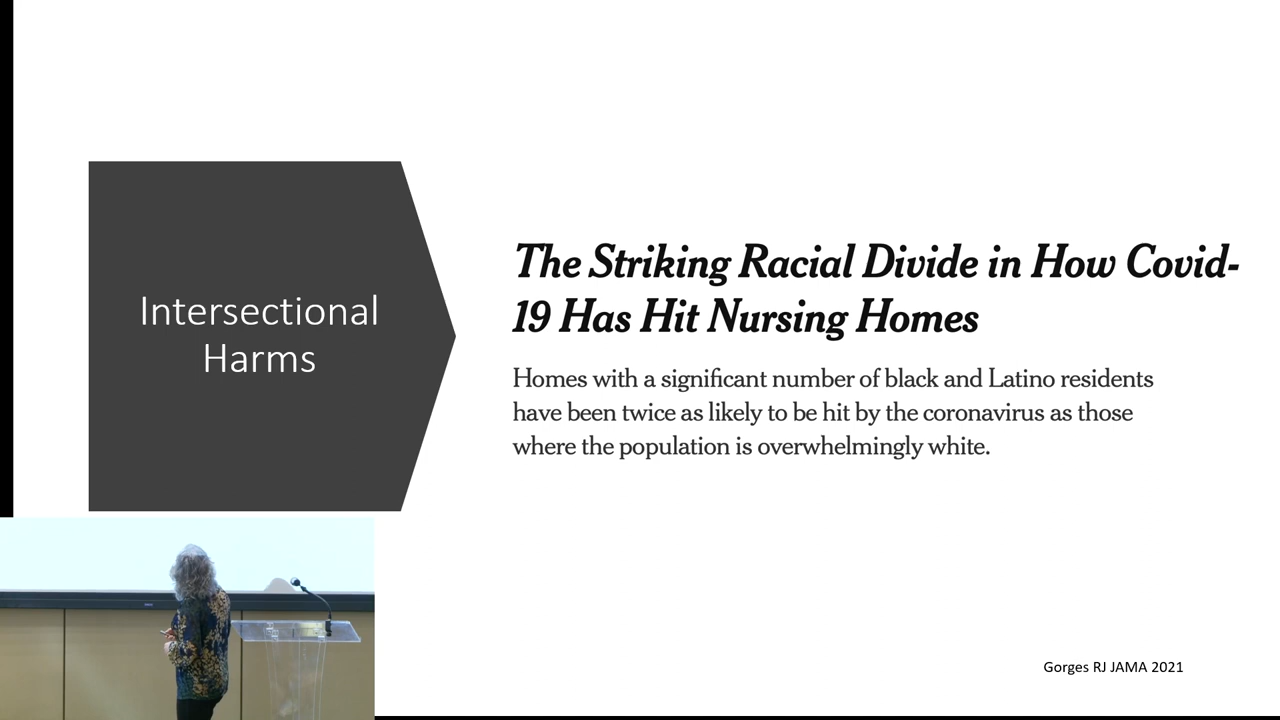 Intersectional
Harms
The Striking Racial Divide in How Covid-
19 Has Hit Nursing Homes
Homes with a significant number of black and Latino residents
have been twice as likely to be hit by the coronavirus as those
where the population is overwhelmingly white.
Gorges RJ JAMA 2021